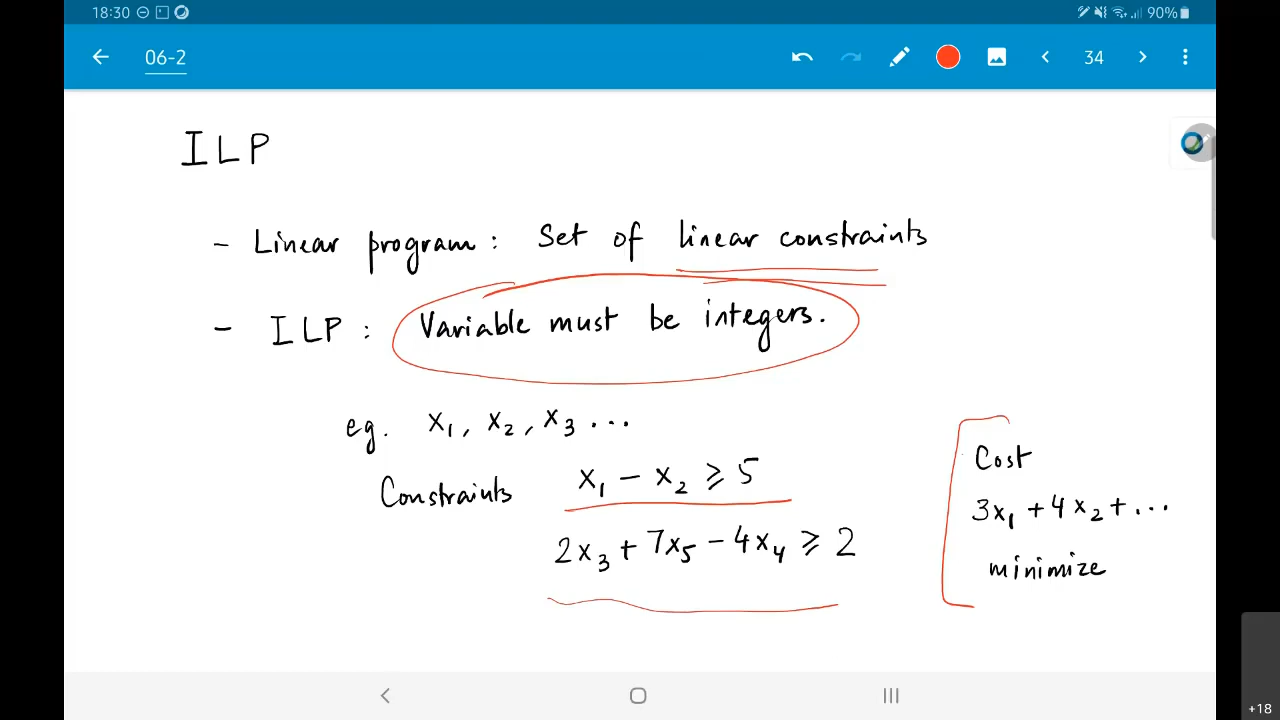 18:30
90%
06-2
34
ILP
- Linear program: Set of linear constraints
- ILP: Variable must be integers.
eg. x₁, x₂, x₃ ...
Constraints x₁ - x₂ ⩾ 5
2x₃ + 7x₅ - 4x₄ ⩾ 2
Cost
3x₁ + 4x₂ + ...
minimize
+18